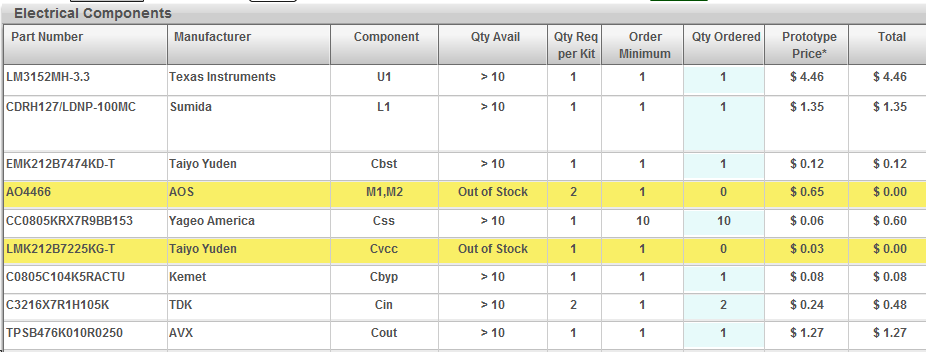 Electrical Components
Part Number Manufacturer Component Qty Avail Qty Req per Kit Order Minimum Qty Ordered Prototype Price* Total
LM3152MH-3.3 Texas Instruments U1 > 10 1 1 1 $ 4.46 $ 4.46
CDRH127/LDNP-100MC Sumida L1 > 10 1 1 1 $ 1.35 $ 1.35
EMK212B7474KD-T Taiyo Yuden Cbst > 10 1 1 1 $ 0.12 $ 0.12
AO4466 AOS M1,M2 Out of Stock 2 1 0 $ 0.65 $ 0.00
CC0805KRX7R9BB153 Yageo America Css > 10 1 10 10 $ 0.06 $ 0.60
LMK212B7225KG-T Taiyo Yuden Cvcc Out of Stock 1 1 0 $ 0.03 $ 0.00
C0805C104K5RACTU Kemet Cbyp > 10 1 1 1 $ 0.08 $ 0.08
C3216X7R1H105K TDK Cin > 10 2 1 2 $ 0.24 $ 0.48
TPSB476K010R0250 AVX Cout > 10 1 1 1 $ 1.27 $ 1.27